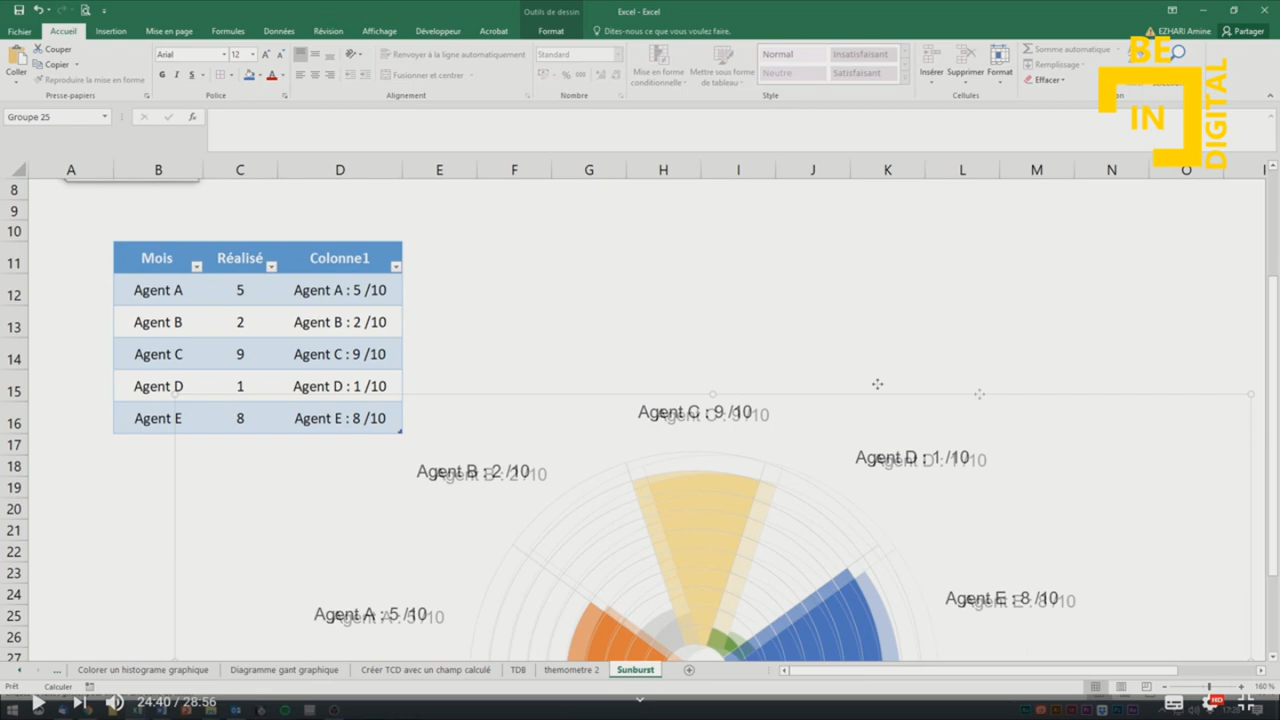 Outils de dessin
Excel - Excel
Fichier Accueil Insertion Mise en page Formules Données Révision Affichage Développeur Acrobat Format Dites-nous ce que vous voulez faire. EZHARI Amine Partager
Coller
Couper
Copier
Reproduire la mise en forme
Presse-papiers
Arial 12
G I S
Police
Renvoyer à la ligne automatiquement
Fusionner et centrer
Alignement
Standard
Nombre
Mise en forme conditionnelle
Mettre sous forme de tableau
Normal Insatisfaisant
Neutre Satisfaisant
Style
Insérer Supprimer Format
Cellules
Somme automatique
Remplissage
Effacer
BE
IN
DIGITAL
Groupe 25
fx
A B C D E F G H I J K L M N O
8
9
10
11 Mois Réalisé Colonne1
12 Agent A 5 Agent A : 5 /10
13 Agent B 2 Agent B : 2 /10
14 Agent C 9 Agent C : 9 /10
15 Agent D 1 Agent D : 1 /10
16 Agent E 8 Agent E : 8 /10
17
18
19
20
21
22
23
24
25
26
27
Agent C : 9 /10
Agent D : 1 /10
Agent B : 2 /10
Agent E : 8 /10
Agent A : 5 /10
... Colorer un histograme graphique Diagramme gant graphique Créer TCD avec un champ calculé TDB themometre 2 Sunburst
Prêt Calculer 160 %
24:40 / 28:56
HD